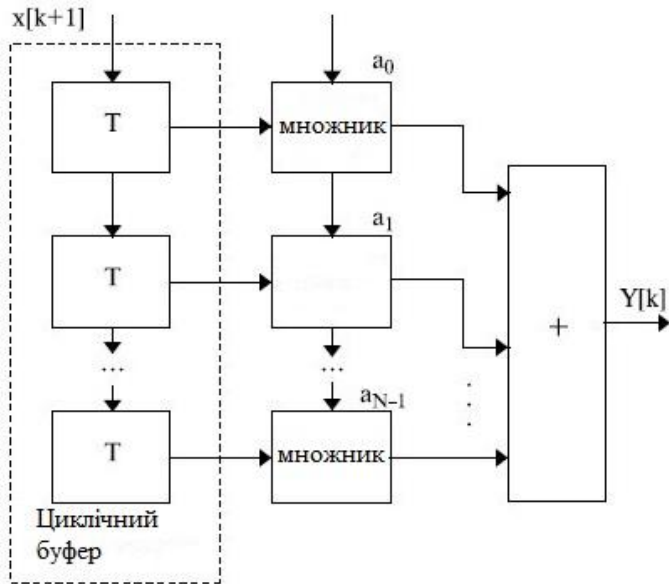 x[k+1]
a0
T
множник
a1
T
Y[k]
+
...
...
aN-1
T
множник
Циклічний
буфер